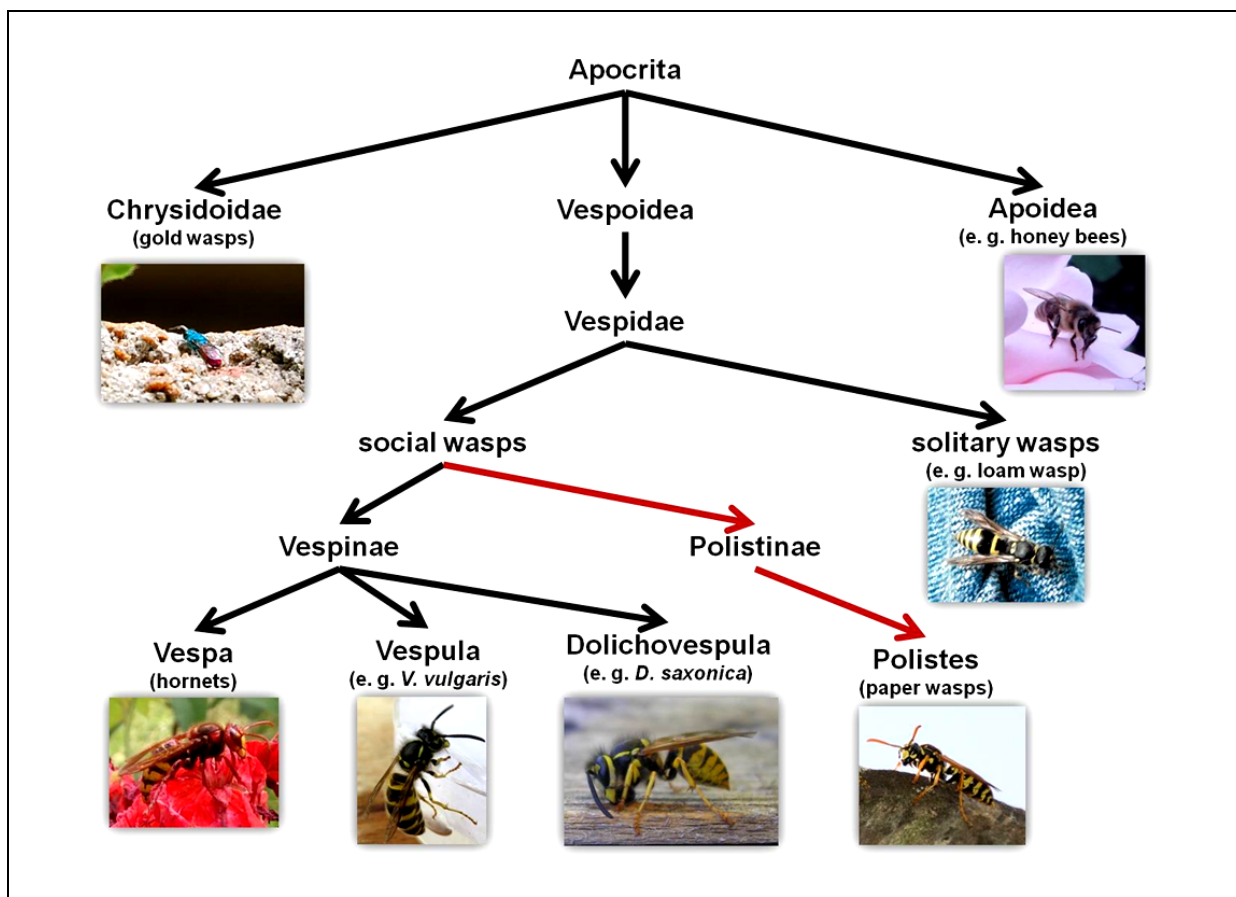 Apocrita
Chrysidoidae
(gold wasps)
Vespoidea
Apoidea
(e. g. honey bees)
Vespidae
social wasps
solitary wasps
(e. g. loam wasp)
Vespinae
Polistinae
Vespa
(hornets)
Vespula
(e. g. V. vulgaris)
Dolichovespula
(e. g. D. saxonica)
Polistes
(paper wasps)